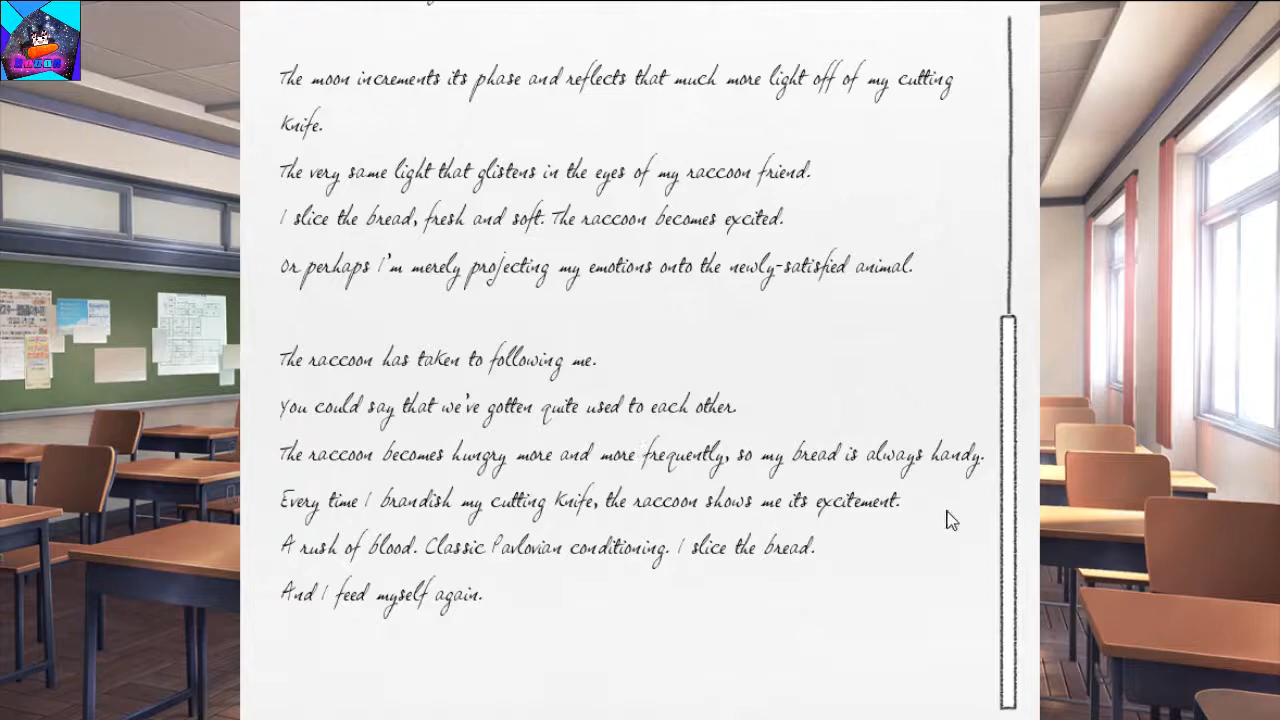 The moon increments its phase and reflects that much more light off of my cutting
knife.
The very same light that glistens in the eyes of my raccoon friend.
I slice the bread, fresh and soft. The raccoon becomes excited.
Or perhaps I'm merely projecting my emotions onto the newly-satisfied animal.
The raccoon has taken to following me.
You could say that we've gotten quite used to each other.
The raccoon becomes hungry more and more frequently, so my bread is always handy.
Every time I brandish my cutting knife, the raccoon shows me its excitement.
A rush of blood. Classic Pavlovian conditioning. I slice the bread.
And I feed myself again.